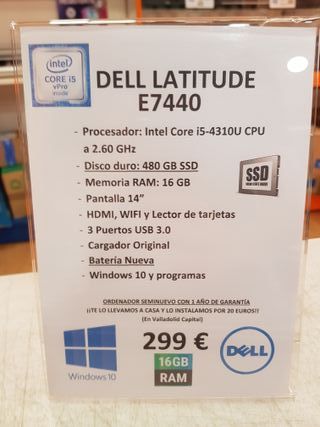 intel
CORE i5
vPro
inside
DELL LATITUDE
E7440
- Procesador: Intel Core i5-4310U CPU
a 2.60 GHz
- Disco duro: 480 GB SSD
- Memoria RAM: 16 GB
- Pantalla 14”
- HDMI, WIFI y Lector de tarjetas
- 3 Puertos USB 3.0
- Cargador Original
- Batería Nueva
- Windows 10 y programas
SSD
ORDENADOR SEMINUEVO CON 1 AÑO DE GARANTÍA
¡¡TE LO LLEVAMOS A CASA Y LO INSTALAMOS POR 20 EUROS!!
(En Valladolid Capital)
299 €
16GB
RAM
Windows 10
DELL